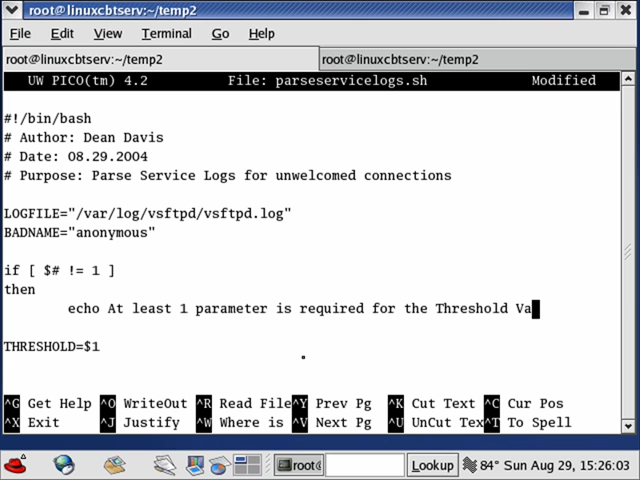 root@linuxcbtserv:~/temp2
File Edit View Terminal Go Help
root@linuxcbtserv:~/temp2 root@linuxcbtserv:~/temp2
UW PICO(tm) 4.2 File: parseservicelogs.sh Modified
#!/bin/bash
# Author: Dean Davis
# Date: 08.29.2004
# Purpose: Parse Service Logs for unwelcomed connections
LOGFILE="/var/log/vsftpd/vsftpd.log"
BADNAME="anonymous"
if [ $# != 1 ]
then
echo At least 1 parameter is required for the Threshold Va
THRESHOLD=$1
^G Get Help ^O WriteOut ^R Read File ^Y Prev Pg ^K Cut Text ^C Cur Pos
^X Exit ^J Justify ^W Where is ^V Next Pg ^U UnCut Tex ^T To Spell
root@ Lookup 84° Sun Aug 29, 15:26:03